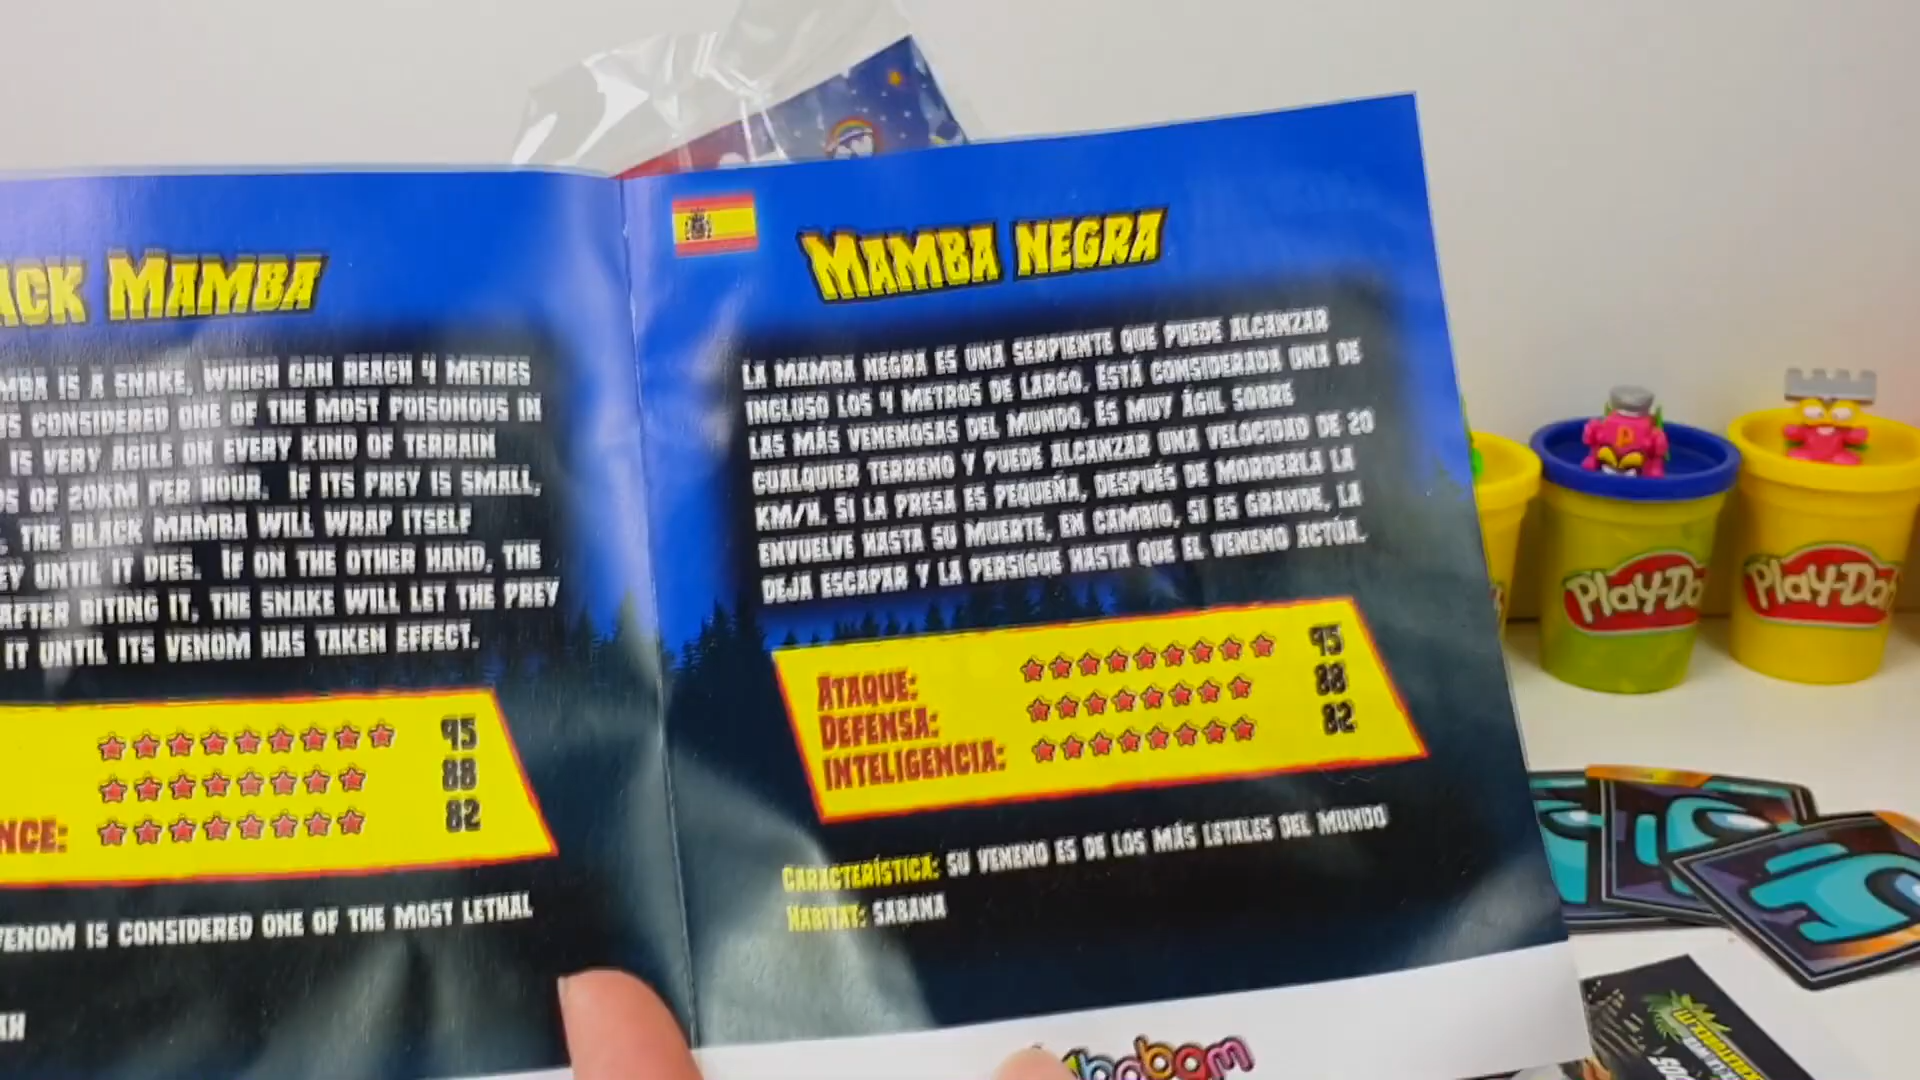 ACK MAMBA
MBA IS A SNAKE, WHICH CAN REACH 4 METRES
IS CONSIDERED ONE OF THE MOST POISONOUS IN
IS VERY AGILE ON EVERY KIND OF TERRAIN
DS OF 20KM PER HOUR. IF ITS PREY IS SMALL,
THE BLACK MAMBA WILL WRAP ITSELF
EY UNTIL IT DIES. IF ON THE OTHER HAND, THE
AFTER BITING IT, THE SNAKE WILL LET THE PREY
IT UNTIL ITS VENOM HAS TAKEN EFFECT.
95
88
NCE: 82
VENOM IS CONSIDERED ONE OF THE MOST LETHAL
AH
MAMBA NEGRA
LA MAMBA NEGRA ES UNA SERPIENTE QUE PUEDE ALCANZAR
INCLUSO LOS 4 METROS DE LARGO. ESTÁ CONSIDERADA UNA DE
LAS MÁS VENENOSAS DEL MUNDO. ES MUY ÁGIL SOBRE
CUALQUIER TERRENO Y PUEDE ALCANZAR UNA VELOCIDAD DE 20
KM/H. SI LA PRESA ES PEQUEÑA, DESPUÉS DE MORDERLA LA
ENVUELVE HASTA SU MUERTE, EN CAMBIO, SI ES GRANDE, LA
DEJA ESCAPAR Y LA PERSIGUE HASTA QUE EL VENENO ACTÚA.
ATAQUE: 95
DEFENSA: 88
INTELIGENCIA: 82
CARACTERÍSTICA: SU VENENO ES DE LOS MÁS LETALES DEL MUNDO
HABITAT: SABANA
Play-Do
Play-Do